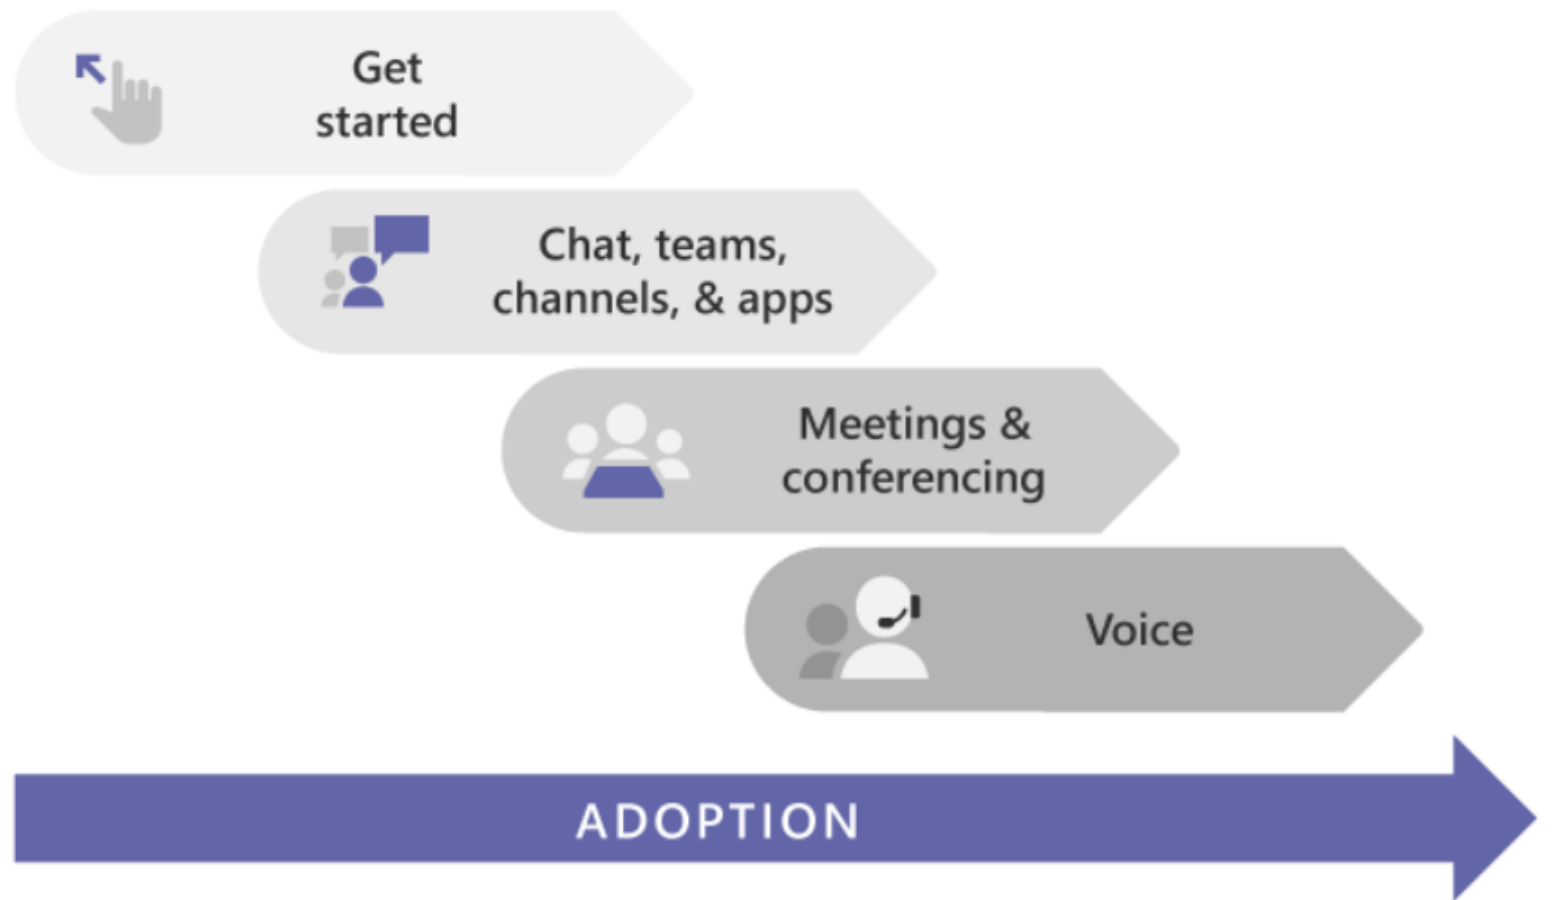 Get
started
Chat, teams,
channels, & apps
Meetings &
conferencing
Voice
ADOPTION